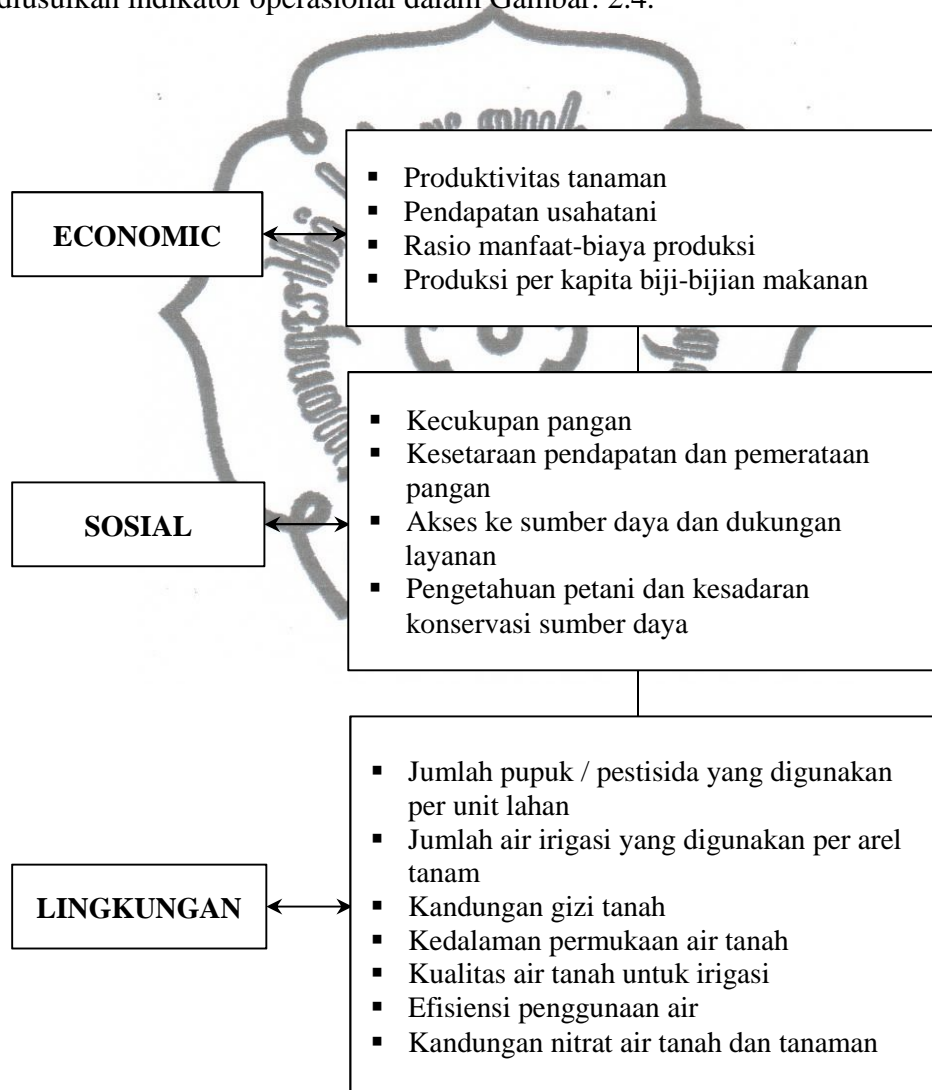 diusulkan indikator operasional dalam Gambar. 2.4.
ECONOMIC
▪ Produktivitas tanaman
▪ Pendapatan usahatani
▪ Rasio manfaat-biaya produksi
▪ Produksi per kapita biji-bijian makanan
SOSIAL
▪ Kecukupan pangan
▪ Kesetaraan pendapatan dan pemerataan
pangan
▪ Akses ke sumber daya dan dukungan
layanan
▪ Pengetahuan petani dan kesadaran
konservasi sumber daya
LINGKUNGAN
▪ Jumlah pupuk / pestisida yang digunakan
per unit lahan
▪ Jumlah air irigasi yang digunakan per arel
tanam
▪ Kandungan gizi tanah
▪ Kedalaman permukaan air tanah
▪ Kualitas air tanah untuk irigasi
▪ Efisiensi penggunaan air
▪ Kandungan nitrat air tanah dan tanaman